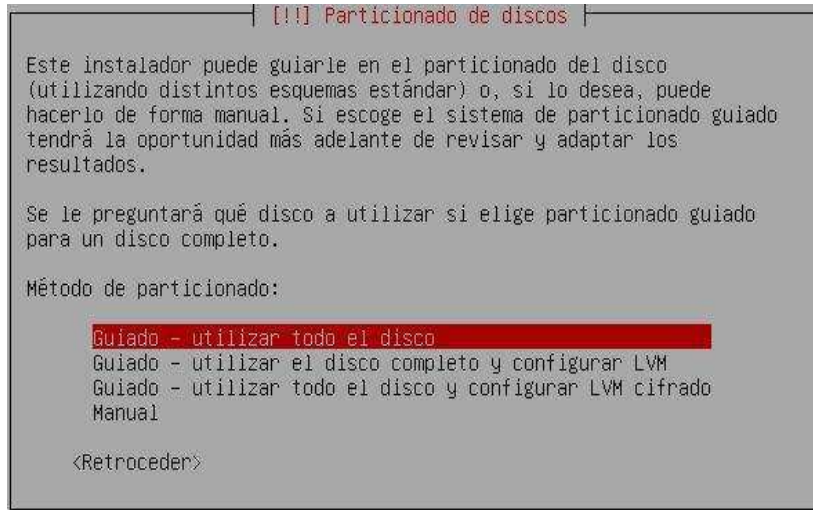 [!!] Particionado de discos
Este instalador puede guiarle en el particionado del disco
(utilizando distintos esquemas estándar) o, si lo desea, puede
hacerlo de forma manual. Si escoge el sistema de particionado guiado
tendrá la oportunidad más adelante de revisar y adaptar los
resultados.
Se le preguntará qué disco a utilizar si elige particionado guiado
para un disco completo.
Método de particionado:
Guiado - utilizar todo el disco
Guiado - utilizar el disco completo y configurar LVM
Guiado - utilizar todo el disco y configurar LVM cifrado
Manual
<Retroceder>